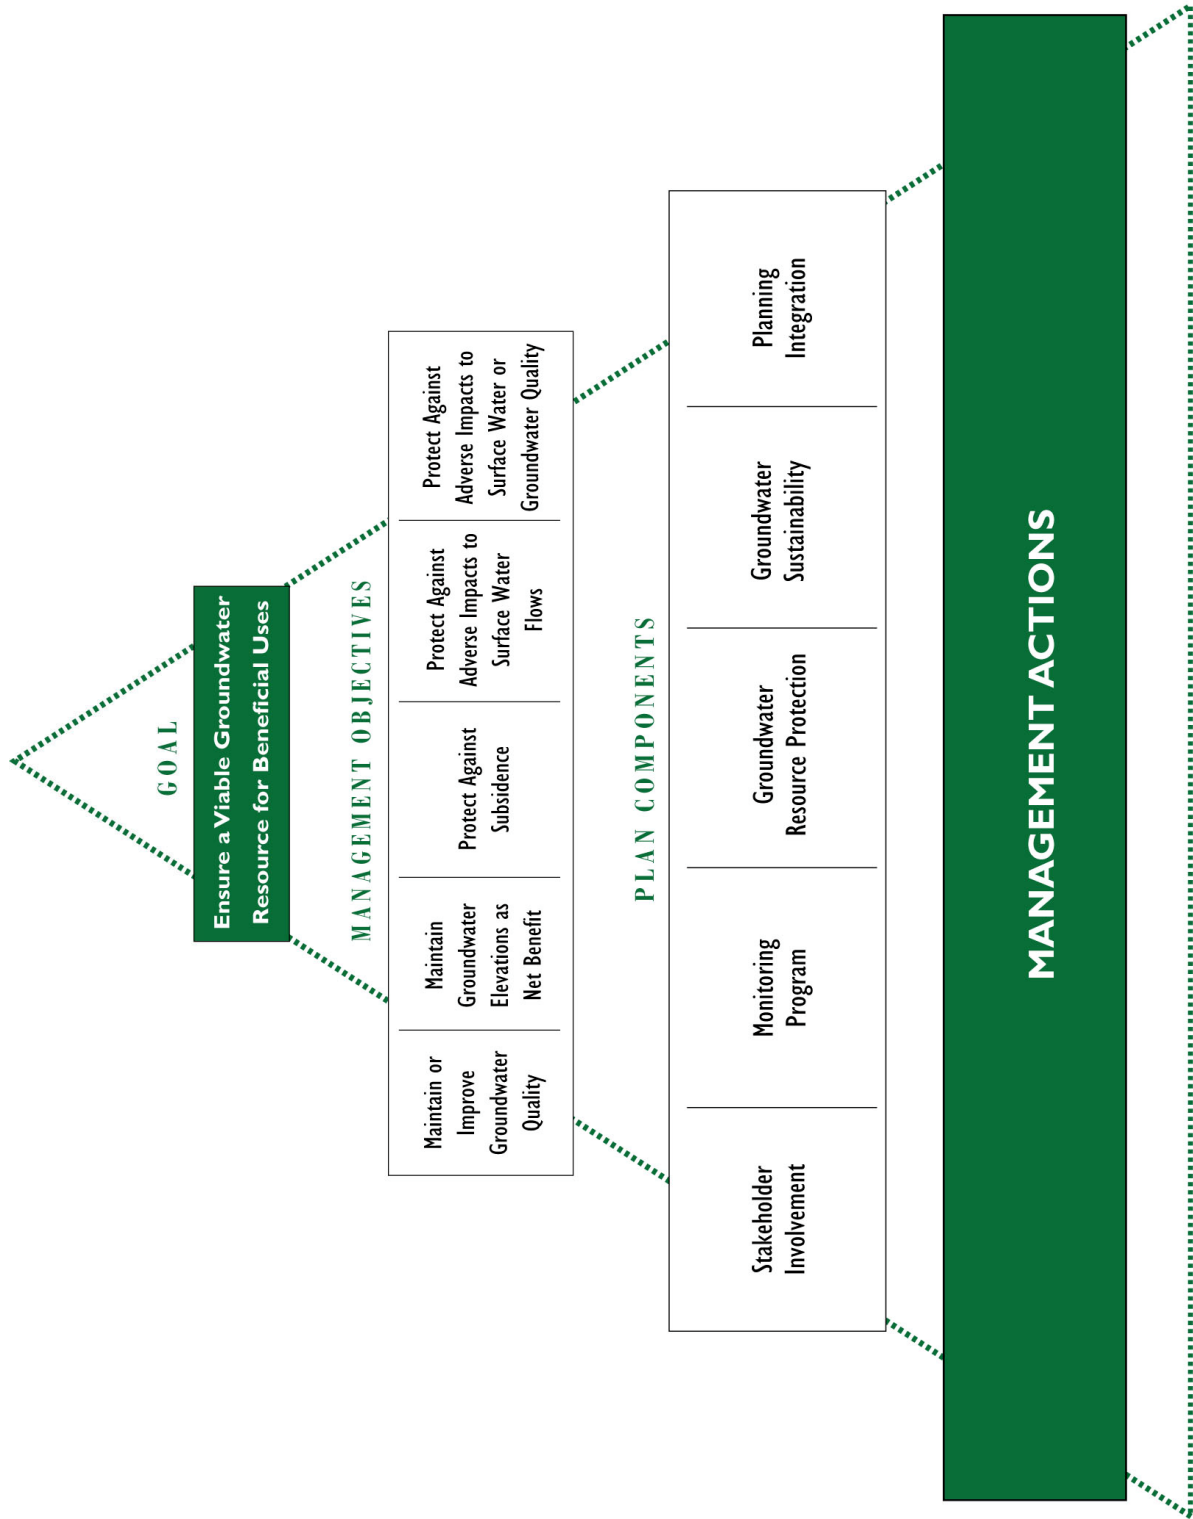 GOAL
Ensure a Viable Groundwater
Resource for Beneficial Uses
MANAGEMENT OBJECTIVES
Maintain or
Improve
Groundwater
Quality
Maintain
Groundwater
Elevations as
Net Benefit
Protect Against
Subsidence
Protect Against
Adverse Impacts to
Surface Water
Flows
Protect Against
Adverse Impacts to
Surface Water or
Groundwater Quality
PLAN COMPONENTS
Stakeholder
Involvement
Monitoring
Program
Groundwater
Resource Protection
Groundwater
Sustainability
Planning
Integration
MANAGEMENT ACTIONS